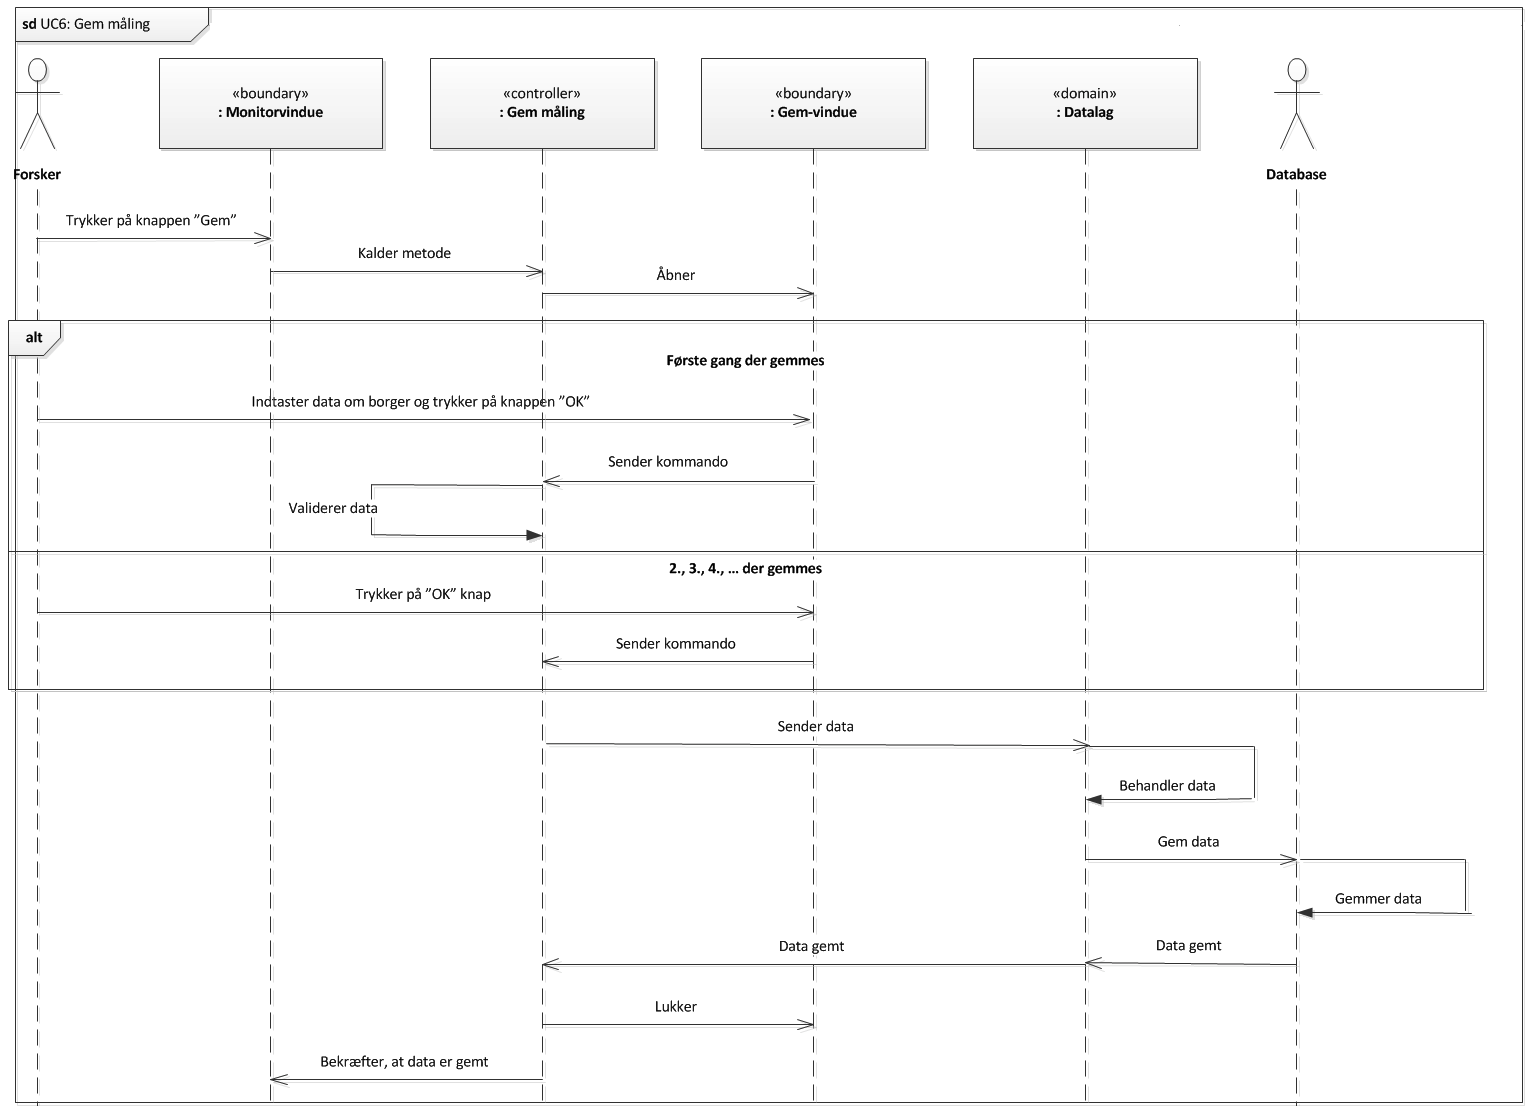 sd UC6: Gem måling
«boundary»
: Monitorvindue
«controller»
: Gem måling
«boundary»
: Gem-vindue
«domain»
: Datalag
Forsker
Database
Trykker på knappen ”Gem”
Kalder metode
Åbner
alt
Første gang der gemmes
Indtaster data om borger og trykker på knappen ”OK”
Sender kommando
Validerer data
2., 3., 4., ... der gemmes
Trykker på ”OK” knap
Sender kommando
Sender data
Behandler data
Gem data
Gemmer data
Data gemt
Data gemt
Lukker
Bekræfter, at data er gemt